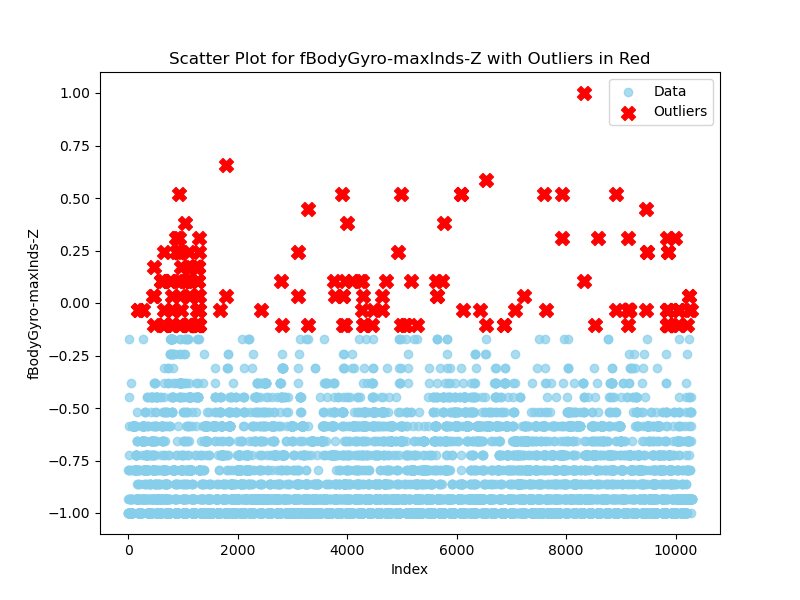 Scatter Plot for fBodyGyro-maxInds-Z with Outliers in Red
Data
Outliers
fBodyGyro-maxInds-Z
1.00
0.75
0.50
0.25
0.00
−0.25
−0.50
−0.75
−1.00
0 2000 4000 6000 8000 10000
Index